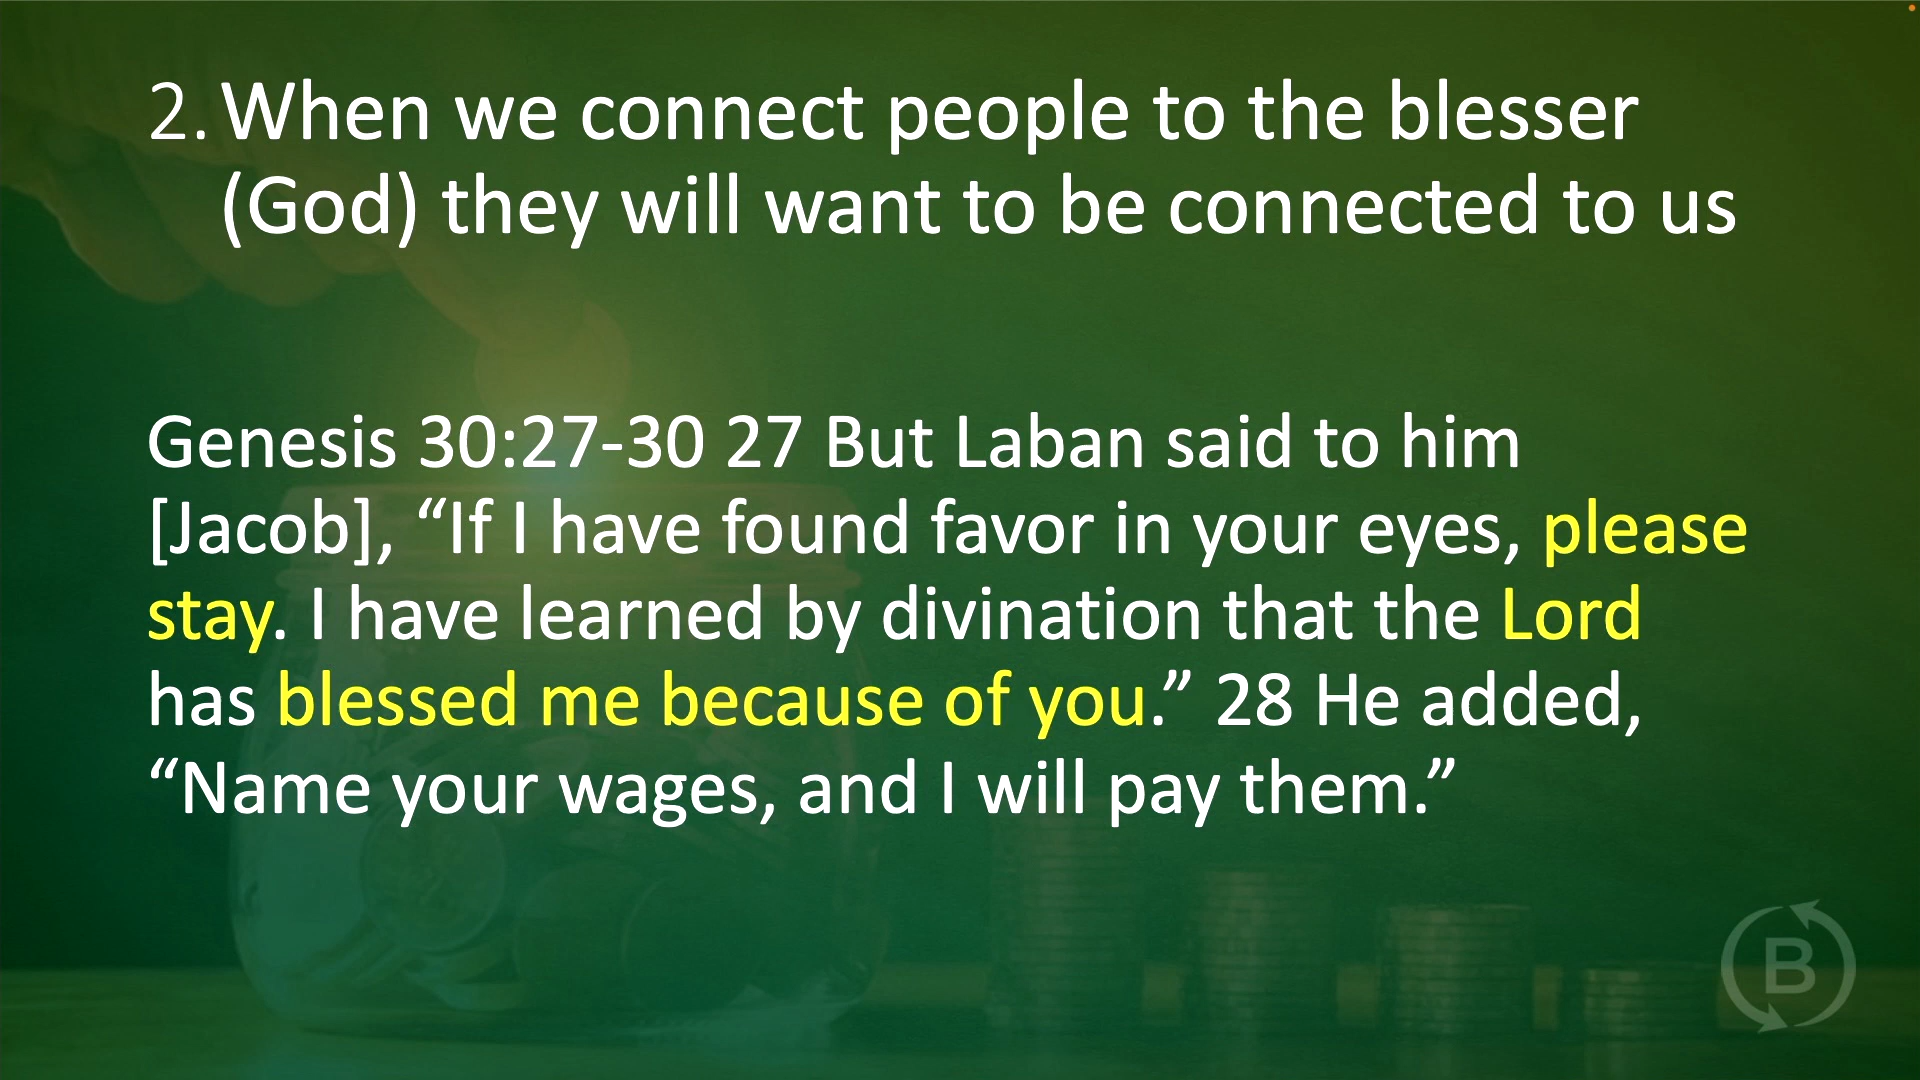 2. When we connect people to the blesser
(God) they will want to be connected to us
Genesis 30:27-30 27 But Laban said to him
[Jacob], “If I have found favor in your eyes, please
stay. I have learned by divination that the Lord
has blessed me because of you.” 28 He added,
“Name your wages, and I will pay them.”
B